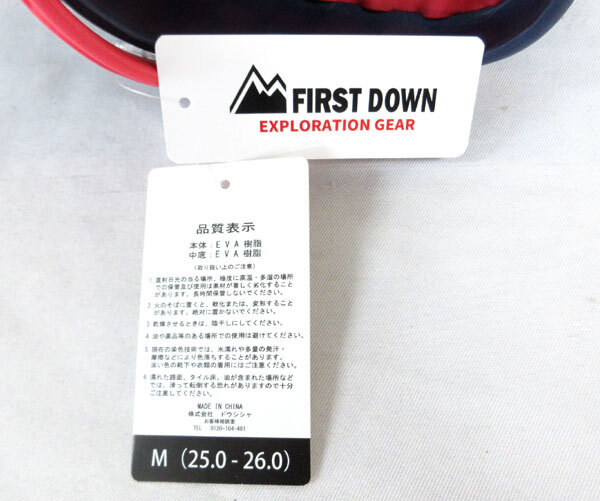 FIRST DOWN
EXPLORATION GEAR
品質表示
本体：EVA樹脂
中底：EVA樹脂
〈取り扱い上のご注意〉
1.直射日光の当る場所、極度に高温・多湿の場所
での保管及び使用は素材が著しく劣化すること
があります。長時間保管しないでください。
2.火のそばに置くと、軟化または、変形すること
があります。絶対に置かないでください。
3.乾燥させるときは、陰干しにしてください。
4.油や薬品等のある場所での使用は避けてください。
5.現在の染色技術では、水濡れや多量の発汗・
摩擦などにより色落ちすることがあります。
淡い色の靴下や衣類の着用にはご注意ください。
6.濡れた路面、タイル床、油が含まれた場所など
では、滑って転倒する恐れがありますので十分
ご注意してください。
MADE IN CHINA
株式会社 ドウシシャ
お客様相談室
TEL 0120-104-481
M (25.0 - 26.0)